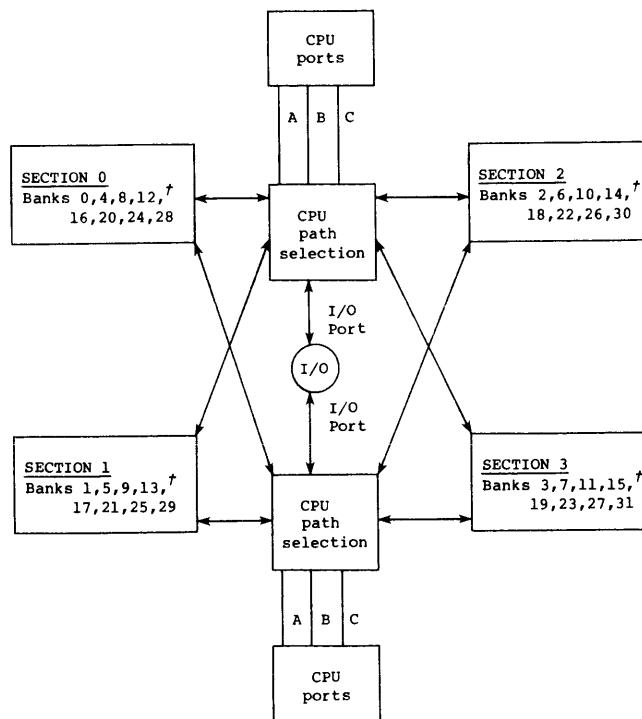 CPU
ports
A B C
SECTION 0
Banks 0,4,8,12,†
16,20,24,28
CPU
path
selection
SECTION 2
Banks 2,6,10,14,†
18,22,26,30
I/O
Port
I/O
I/O
Port
SECTION 1
Banks 1,5,9,13,†
17,21,25,29
CPU
path
selection
SECTION 3
Banks 3,7,11,15,†
19,23,27,31
A B C
CPU
ports